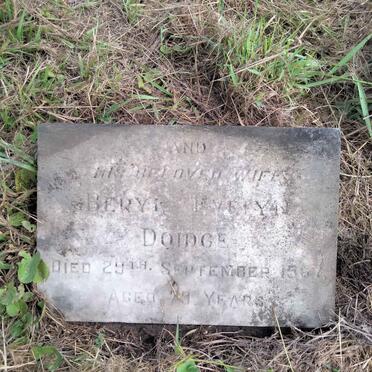 AND
HIS BELOVED WIFE
BERYL EVELYN
DOIDGE
DIED 29TH. SEPTEMBER
AGED YEARS